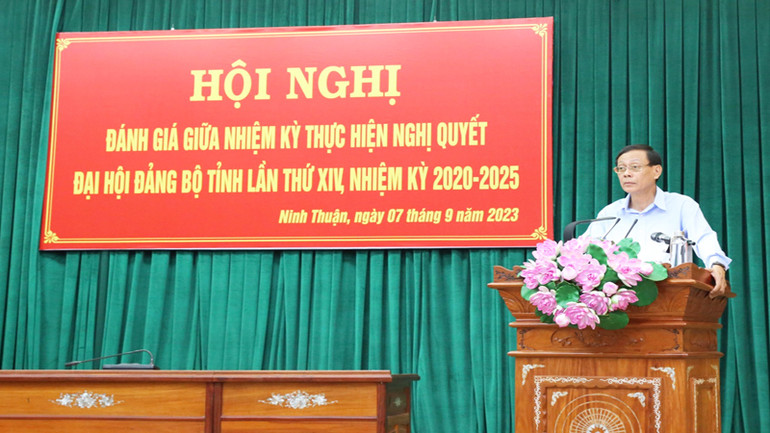 HỘI NGHỊ
ĐÁNH GIÁ GIỮA NHIỆM KỲ THỰC HIỆN NGHỊ QUYẾT
ĐẠI HỘI ĐẢNG BỘ TỈNH LẦN THỨ XIV, NHIỆM KỲ 2020-2025
Ninh Thuận, ngày 07 tháng 9 năm 2023